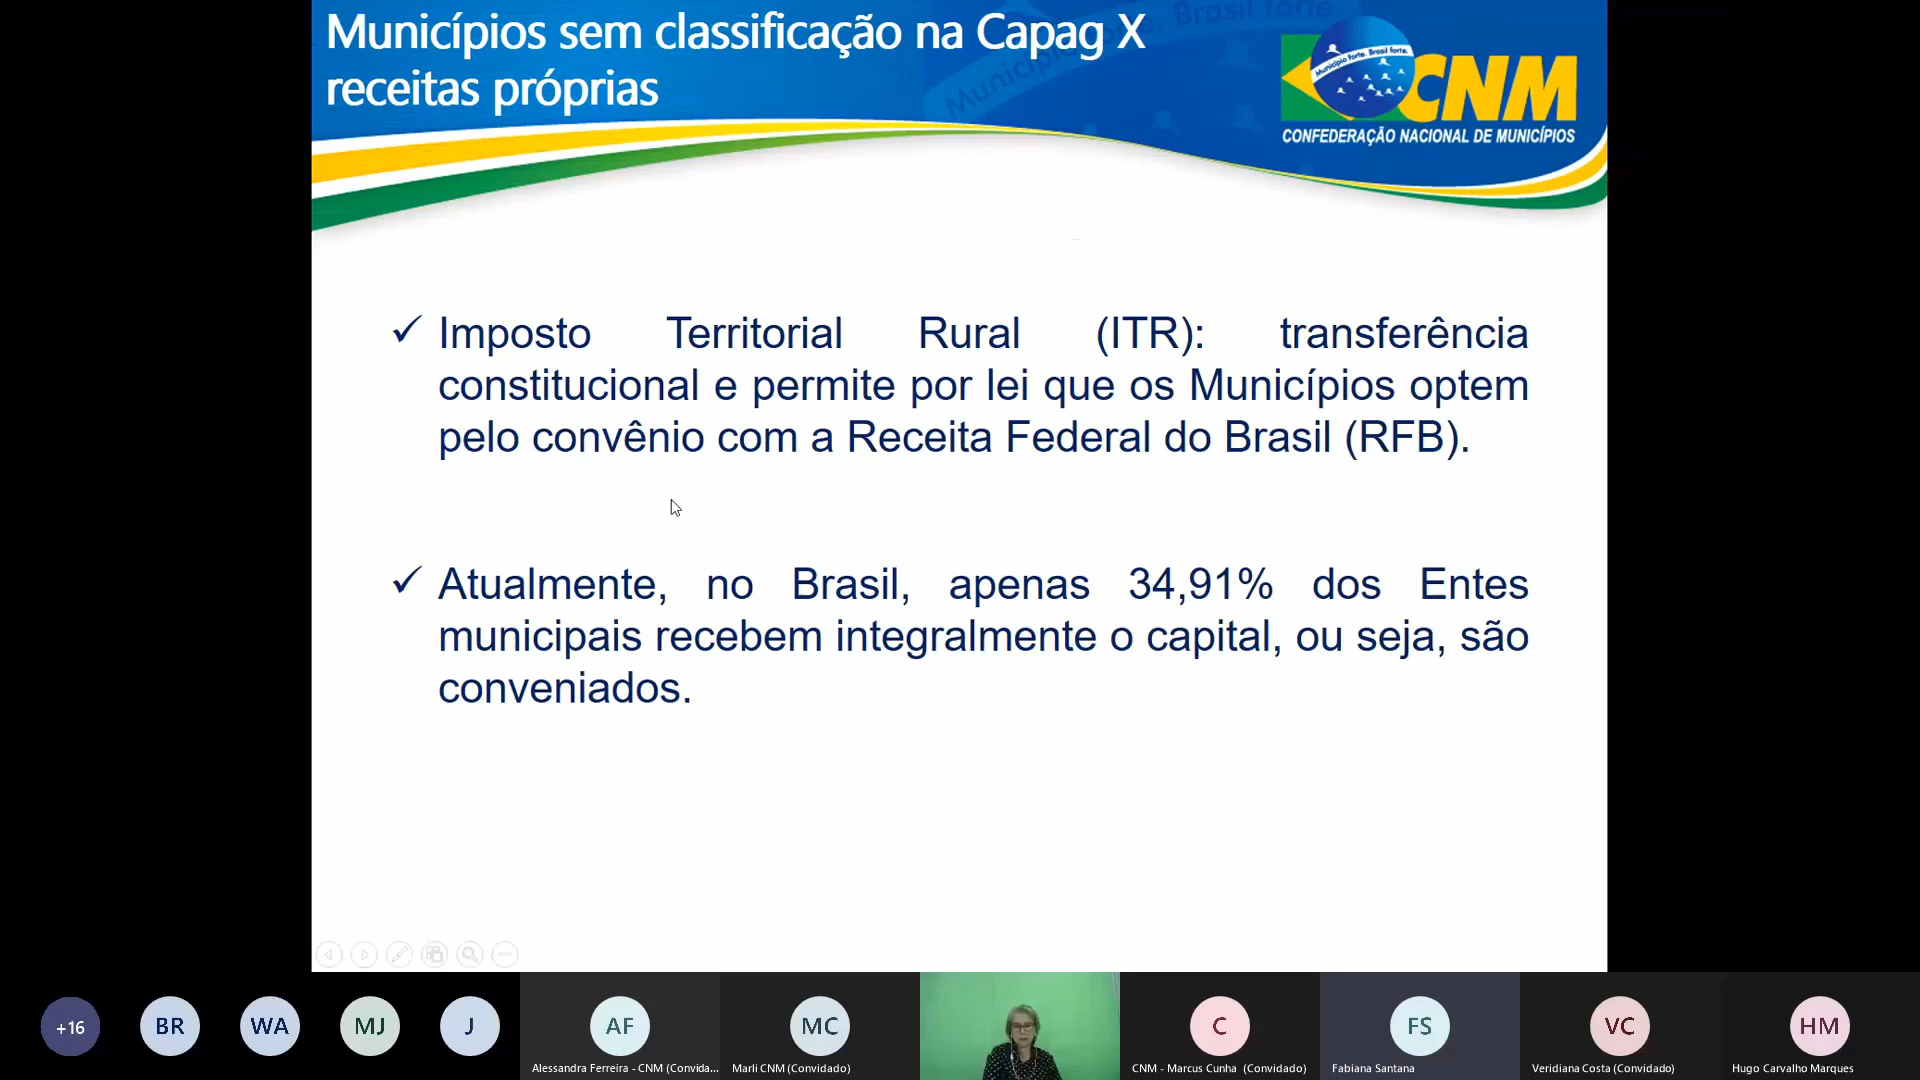 Municípios sem classificação na Capag X
receitas próprias
Município forte. Brasil forte.
CNM
CONFEDERAÇÃO NACIONAL DE MUNICÍPIOS
Imposto Territorial Rural (ITR): transferência
constitucional e permite por lei que os Municípios optem
pelo convênio com a Receita Federal do Brasil (RFB).
Atualmente, no Brasil, apenas 34,91% dos Entes
municipais recebem integralmente o capital, ou seja, são
conveniados.
+16
BR
WA
MJ
J
AF
Alessandra Ferreira - CNM (Convida...
MC
Marli CNM (Convidado)
C
CNM - Marcus Cunha (Convidado)
FS
Fabiana Santana
VC
Veridiana Costa (Convidado)
HM
Hugo Carvalho Marques